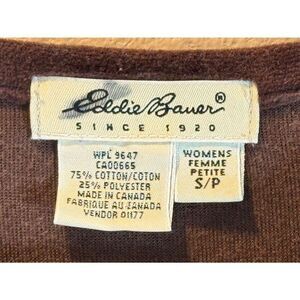 Eddie Bauer®
SINCE 1920
WPL 9647
CA00665
75% COTTON/COTON
25% POLYESTER
MADE IN CANADA
FABRIQUE AU CANADA
VENDOR 01177
WOMENS
FEMME
PETITE
S/P